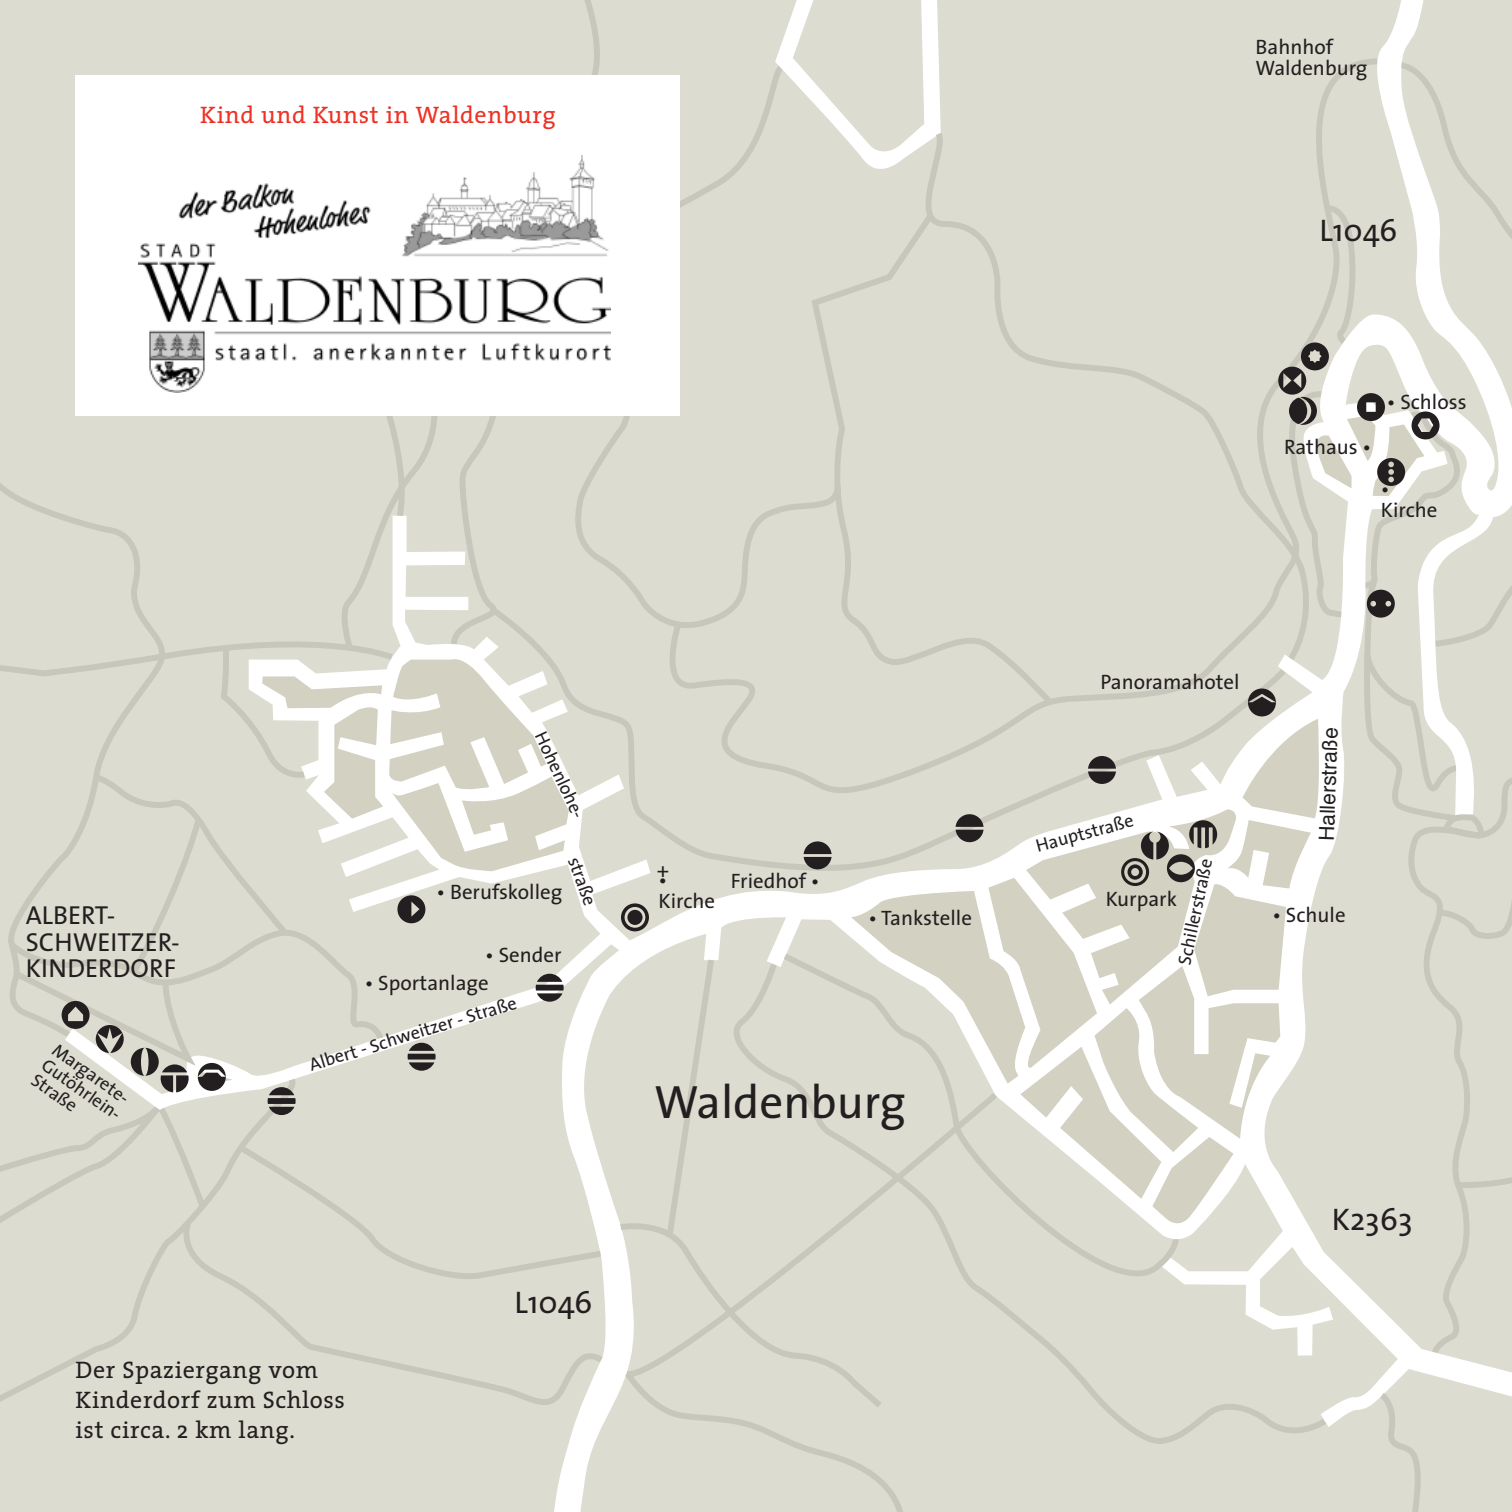 Kind und Kunst in Waldenburg
der Balkon
Hohenlohes
STADT
WALDENBURG
staatl. anerkannter Luftkurort
Bahnhof
Waldenburg
L1046
Schloss
Rathaus
Kirche
Panoramahotel
Hallerstraße
Hauptstraße
Kurpark
Schillerstraße
Schule
Friedhof
Tankstelle
Hohenlohe-
straße
Kirche
Berufskolleg
Sender
Sportanlage
Albert - Schweitzer - Straße
ALBERT-
SCHWEITZER-
KINDERDORF
Margarete-
Gutöhrlein-
Straße
Waldenburg
K2363
L1046
Der Spaziergang vom
Kinderdorf zum Schloss
ist circa. 2 km lang.